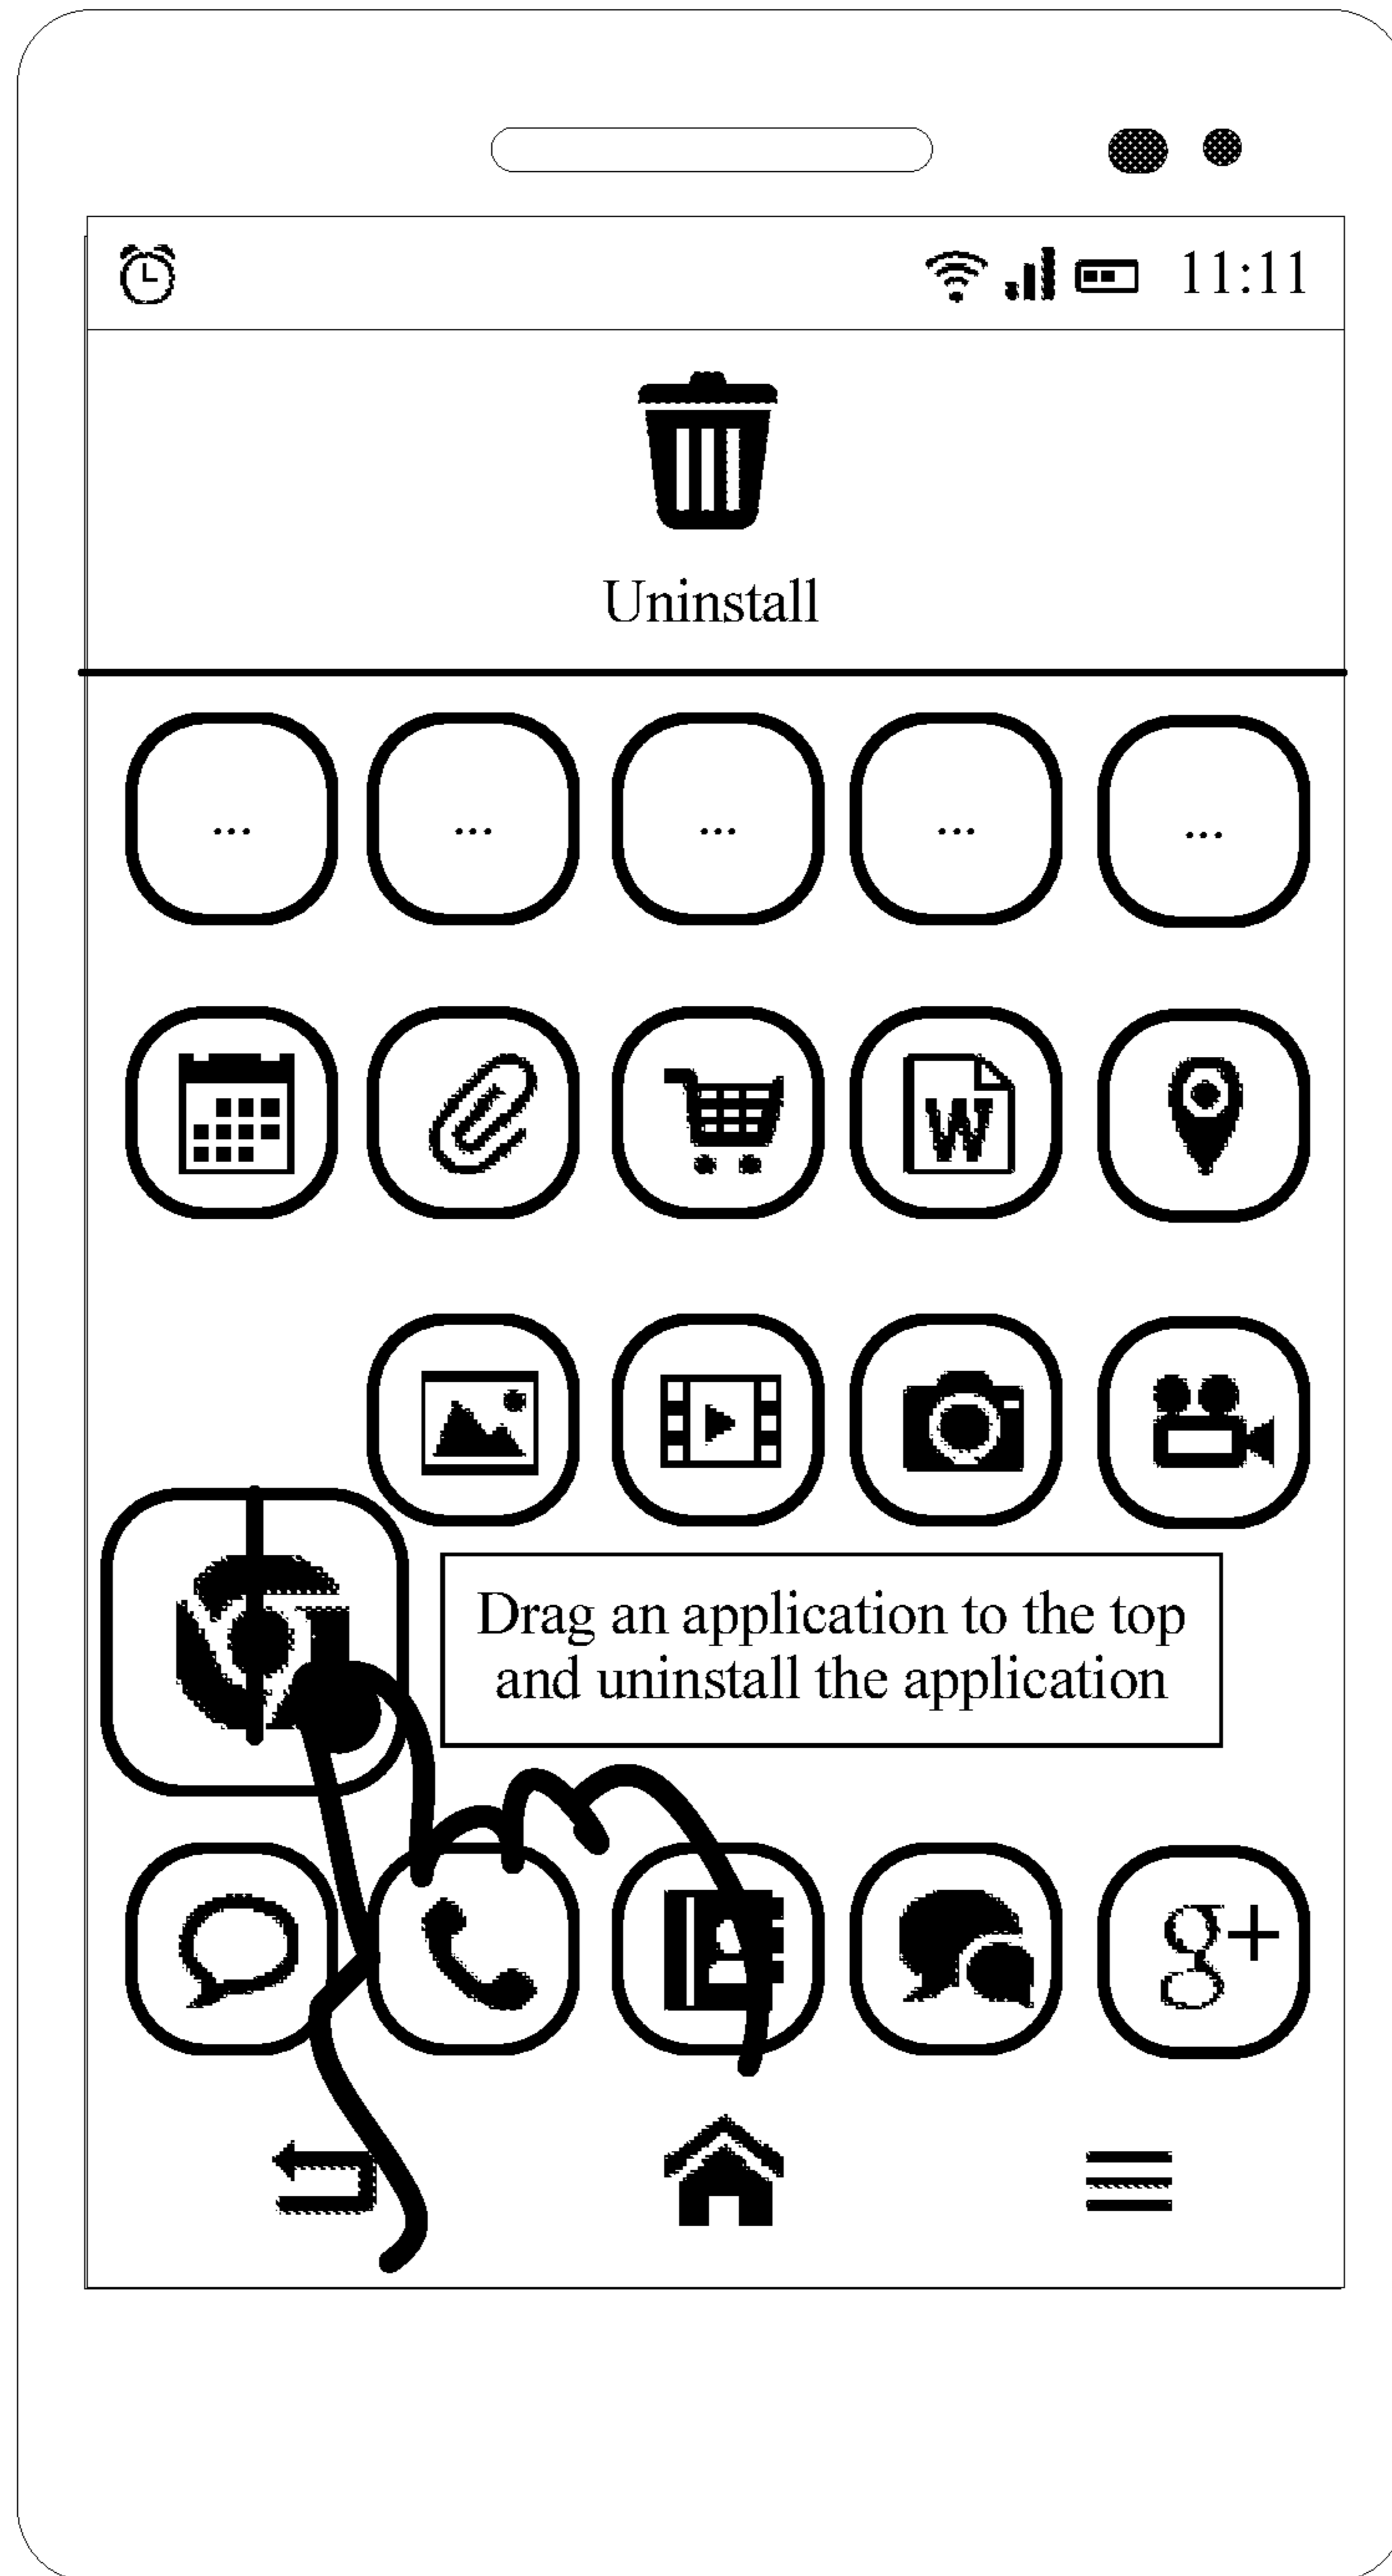 11:11
Uninstall
... ... ... ... ...
W
Drag an application to the top
and uninstall the application
g+